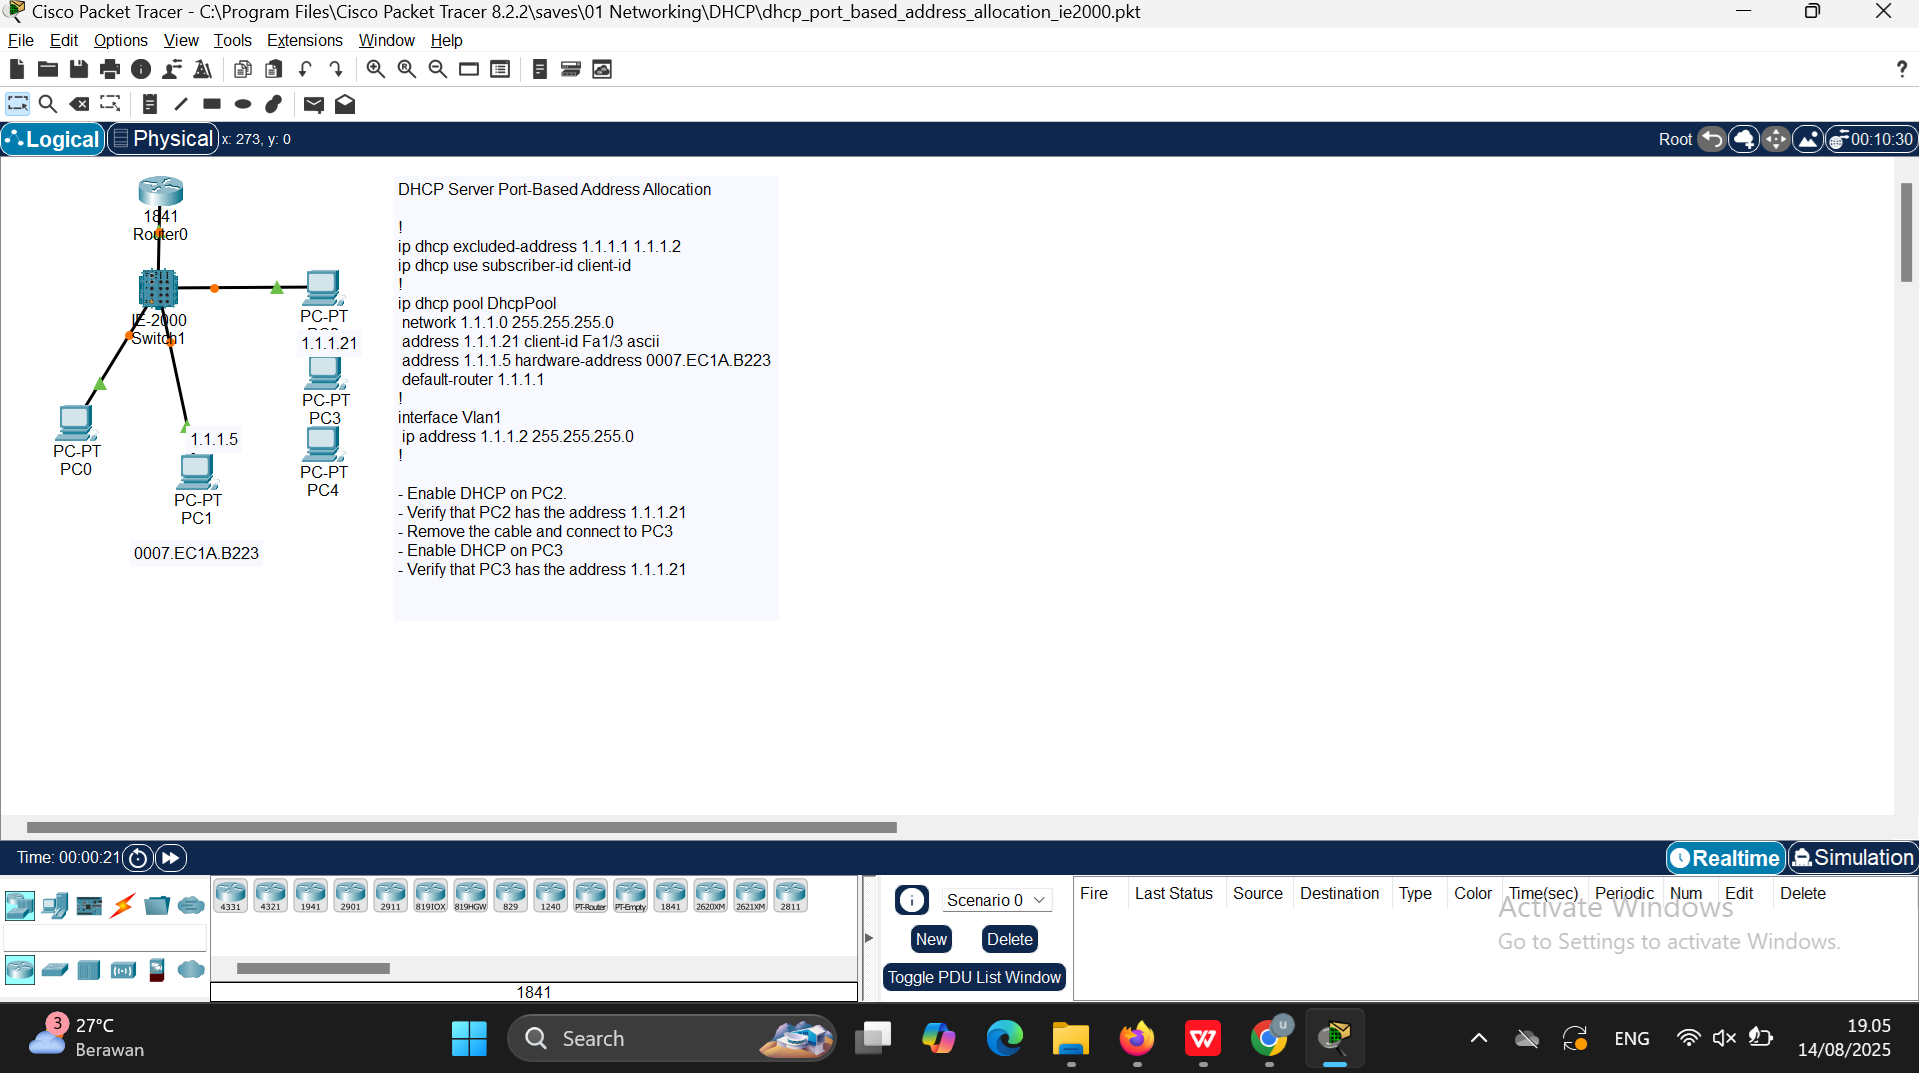 Cisco Packet Tracer - C:\Program Files\Cisco Packet Tracer 8.2.2\saves\01 Networking\DHCP\dhcp_port_based_address_allocation_ie2000.pkt
File Edit Options View Tools Extensions Window Help
?
Logical Physical x: 273, y: 0 Root 00:10:30
1841
Router0
IE-2000
Switch1
PC-PT
1.1.1.21
PC-PT
PC3
PC-PT
PC4
PC-PT
PC0
1.1.1.5
PC-PT
PC1
0007.EC1A.B223
DHCP Server Port-Based Address Allocation
!
ip dhcp excluded-address 1.1.1.1 1.1.1.2
ip dhcp use subscriber-id client-id
!
ip dhcp pool DhcpPool
network 1.1.1.0 255.255.255.0
address 1.1.1.21 client-id Fa1/3 ascii
address 1.1.1.5 hardware-address 0007.EC1A.B223
default-router 1.1.1.1
!
interface Vlan1
ip address 1.1.1.2 255.255.255.0
!
- Enable DHCP on PC2.
- Verify that PC2 has the address 1.1.1.21
- Remove the cable and connect to PC3
- Enable DHCP on PC3
- Verify that PC3 has the address 1.1.1.21
Time: 00:00:21 Realtime Simulation
4331 4321 1941 2901 2911 819IOX 819HGW 829 1240 PT-Router PT-Empty 1841 2620XM 2621XM 2811
1841
Scenario 0
New Delete
Toggle PDU List Window
Fire Last Status Source Destination Type Color Time(sec) Periodic Num Edit Delete
Activate Windows
Go to Settings to activate Windows.
3 27°C
Berawan
Search
u
ENG
19.05
14/08/2025